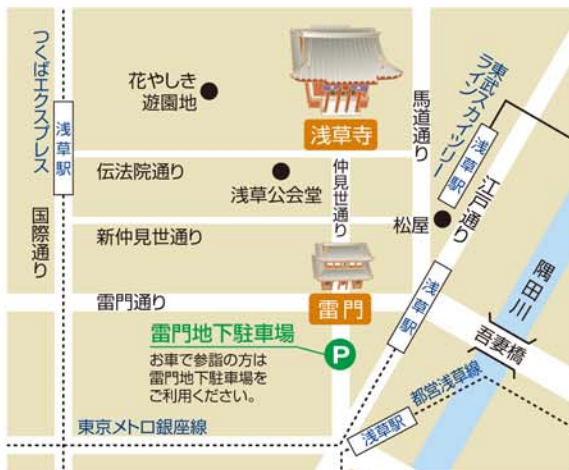 つくばエクスプレス
浅草駅
国際通り
花やしき
遊園地
浅草寺
馬道通り
東武スカイツリー
ライン
浅草駅
江戸通り
伝法院通り
浅草公会堂
仲見世通り
松屋
新仲見世通り
雷門通り
雷門
浅草駅
隅田川
吾妻橋
雷門地下駐車場
P
お車で参詣の方は
雷門地下駐車場を
ご利用ください。
都営浅草線
浅草駅
東京メトロ銀座線